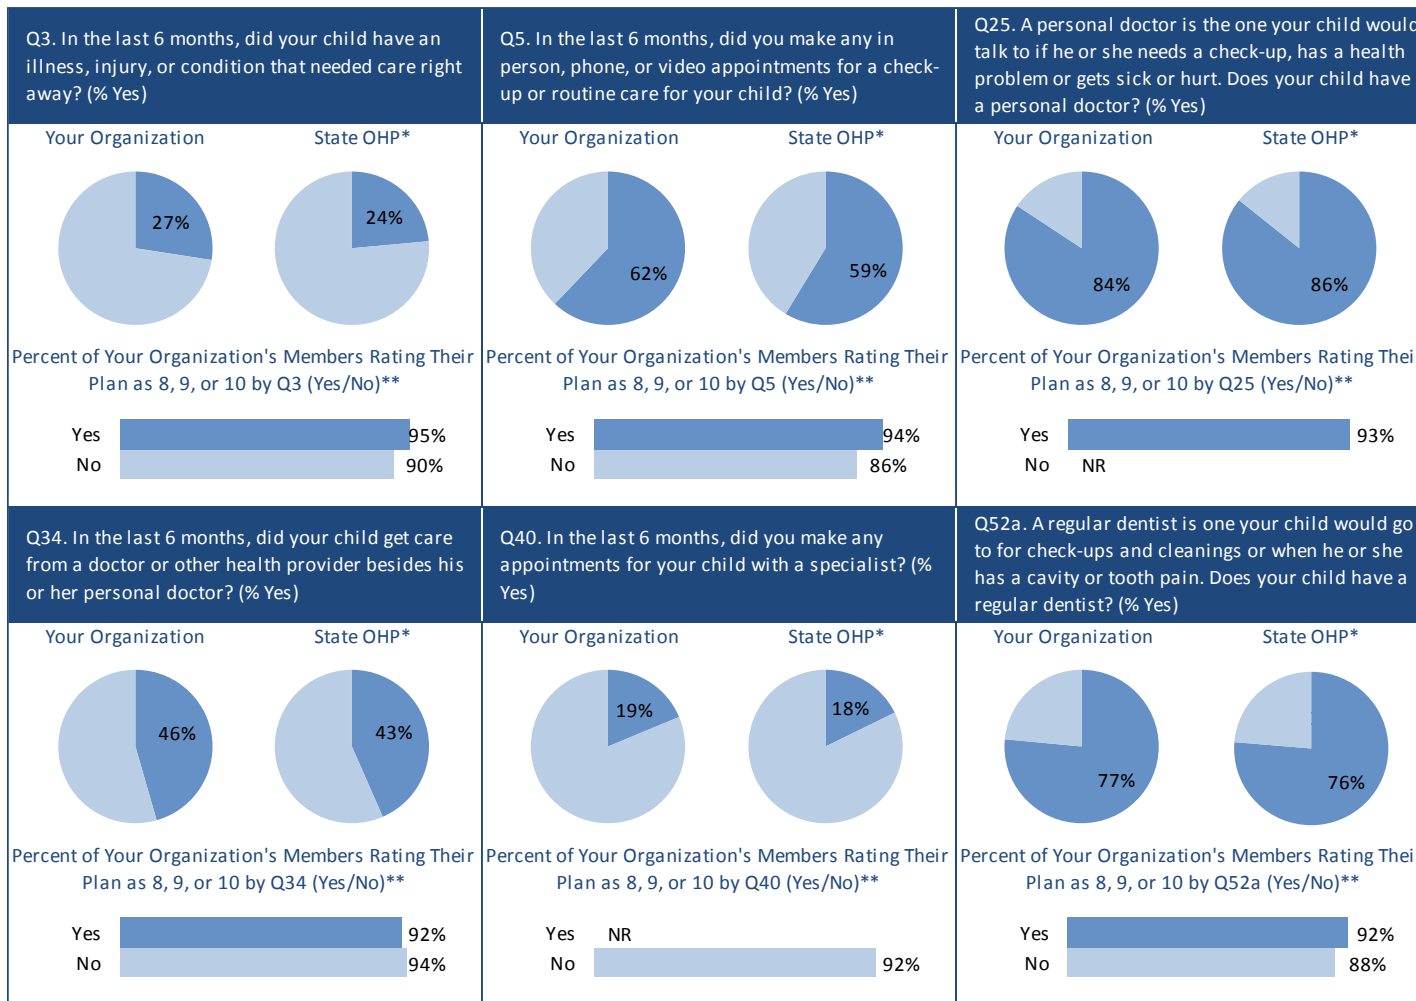 Q3. In the last 6 months, did your child have an
illness, injury, or condition that needed care right
away? (% Yes)
Your Organization
State OHP*
27%
24%
Percent of Your Organization's Members Rating Their
Plan as 8, 9, or 10 by Q3 (Yes/No)**
Yes
95%
No
90%
Q5. In the last 6 months, did you make any in
person, phone, or video appointments for a check-
up or routine care for your child? (% Yes)
Your Organization
State OHP*
62%
59%
Percent of Your Organization's Members Rating Their
Plan as 8, 9, or 10 by Q5 (Yes/No)**
Yes
94%
No
86%
Q25. A personal doctor is the one your child would
talk to if he or she needs a check-up, has a health
problem or gets sick or hurt. Does your child have
a personal doctor? (% Yes)
Your Organization
State OHP*
84%
86%
Percent of Your Organization's Members Rating Thei
Plan as 8, 9, or 10 by Q25 (Yes/No)**
Yes
93%
No
NR
Q34. In the last 6 months, did your child get care
from a doctor or other health provider besides his
or her personal doctor? (% Yes)
Your Organization
State OHP*
46%
43%
Percent of Your Organization's Members Rating Their
Plan as 8, 9, or 10 by Q34 (Yes/No)**
Yes
92%
No
94%
Q40. In the last 6 months, did you make any
appointments for your child with a specialist? (%
Yes)
Your Organization
State OHP*
19%
18%
Percent of Your Organization's Members Rating Their
Plan as 8, 9, or 10 by Q40 (Yes/No)**
Yes
NR
No
92%
Q52a. A regular dentist is one your child would go
to for check-ups and cleanings or when he or she
has a cavity or tooth pain. Does your child have a
regular dentist? (% Yes)
Your Organization
State OHP*
77%
76%
Percent of Your Organization's Members Rating Thei
Plan as 8, 9, or 10 by Q52a (Yes/No)**
Yes
92%
No
88%